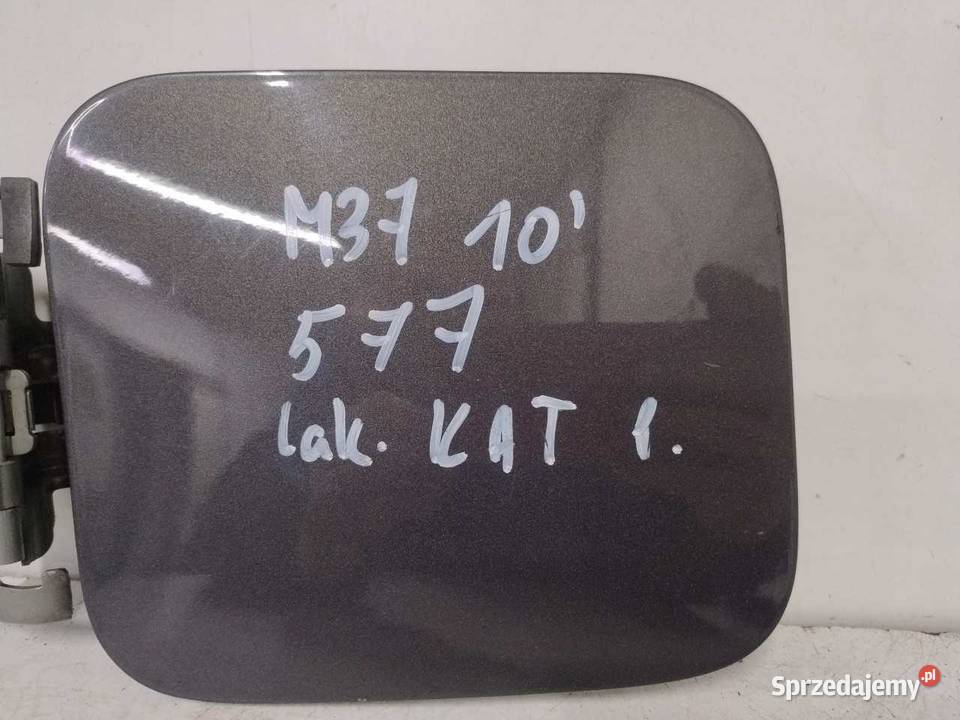 M37 10'
577
lak. KAT 1.
Sprzedajemy.pl